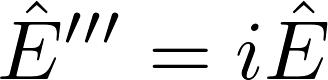 Ê′′′ = iÊ